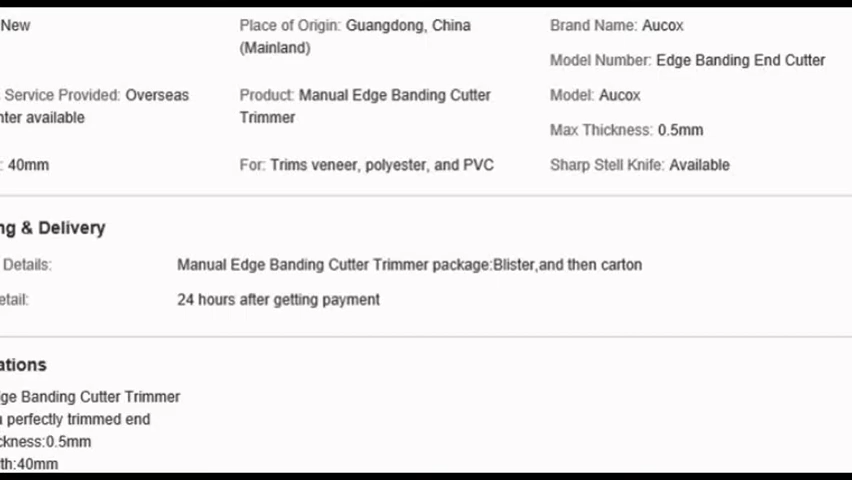 New Place of Origin: Guangdong, China Brand Name: Aucox
(Mainland)
Model Number: Edge Banding End Cutter
Service Provided: Overseas Product: Manual Edge Banding Cutter Model: Aucox
nter available Trimmer
Max Thickness: 0.5mm
: 40mm For: Trims veneer, polyester, and PVC Sharp Stell Knife: Available
ng & Delivery
Details: Manual Edge Banding Cutter Trimmer package:Blister,and then carton
etail: 24 hours after getting payment
ations
ge Banding Cutter Trimmer
a perfectly trimmed end
ckness:0.5mm
th:40mm